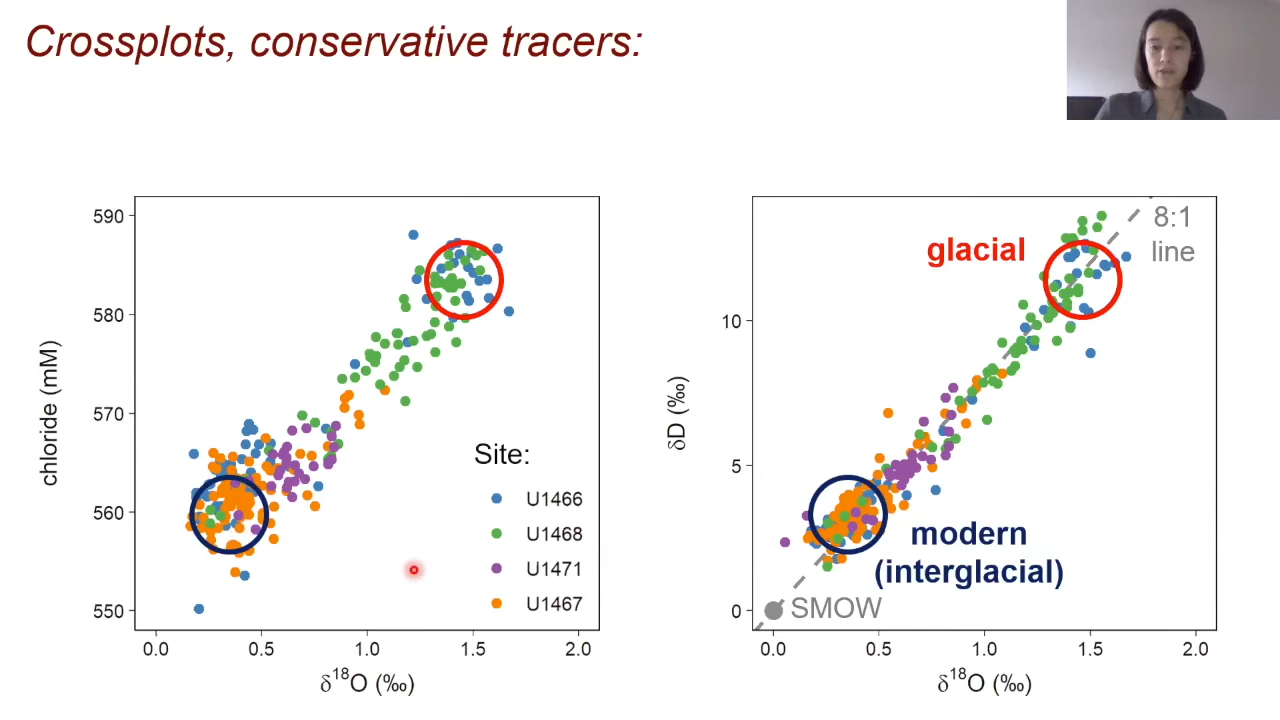 Crossplots, conservative tracers:
chloride (mM)
590
580
570
560
550
0.0 0.5 1.0 1.5 2.0
δ18O (‰)
Site:
U1466
U1468
U1471
U1467
δD (‰)
10
5
0
0.0 0.5 1.0 1.5 2.0
δ18O (‰)
glacial
8:1
line
modern
(interglacial)
SMOW